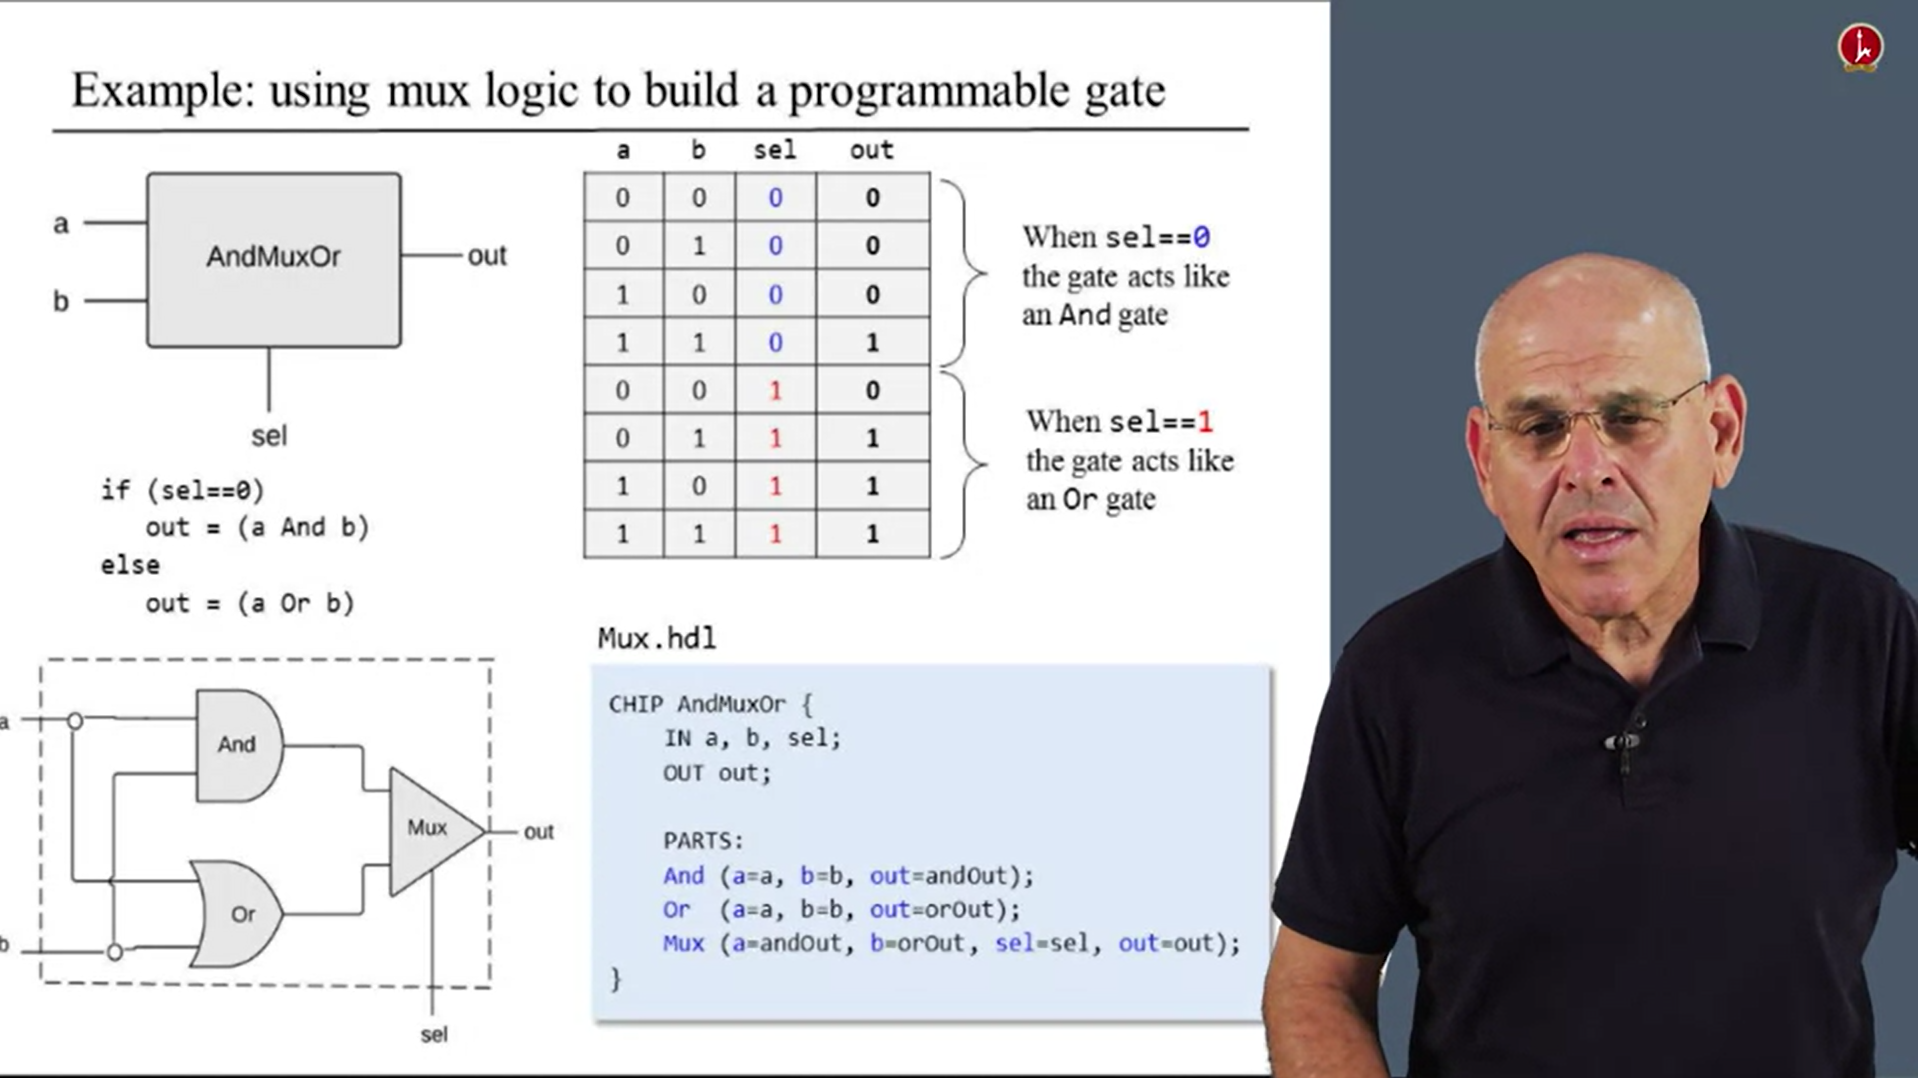 Example: using mux logic to build a programmable gate
a
b
AndMuxOr
out
sel
if (sel==0)
out = (a And b)
else
out = (a Or b)
a b sel out
0 0 0 0
0 1 0 0
1 0 0 0
1 1 0 1
0 0 1 0
0 1 1 1
1 0 1 1
1 1 1 1
When sel==0
the gate acts like
an And gate
When sel==1
the gate acts like
an Or gate
a
b
And
Or
Mux
out
sel
Mux.hdl
CHIP AndMuxOr {
IN a, b, sel;
OUT out;
PARTS:
And (a=a, b=b, out=andOut);
Or (a=a, b=b, out=orOut);
Mux (a=andOut, b=orOut, sel=sel, out=out);
}